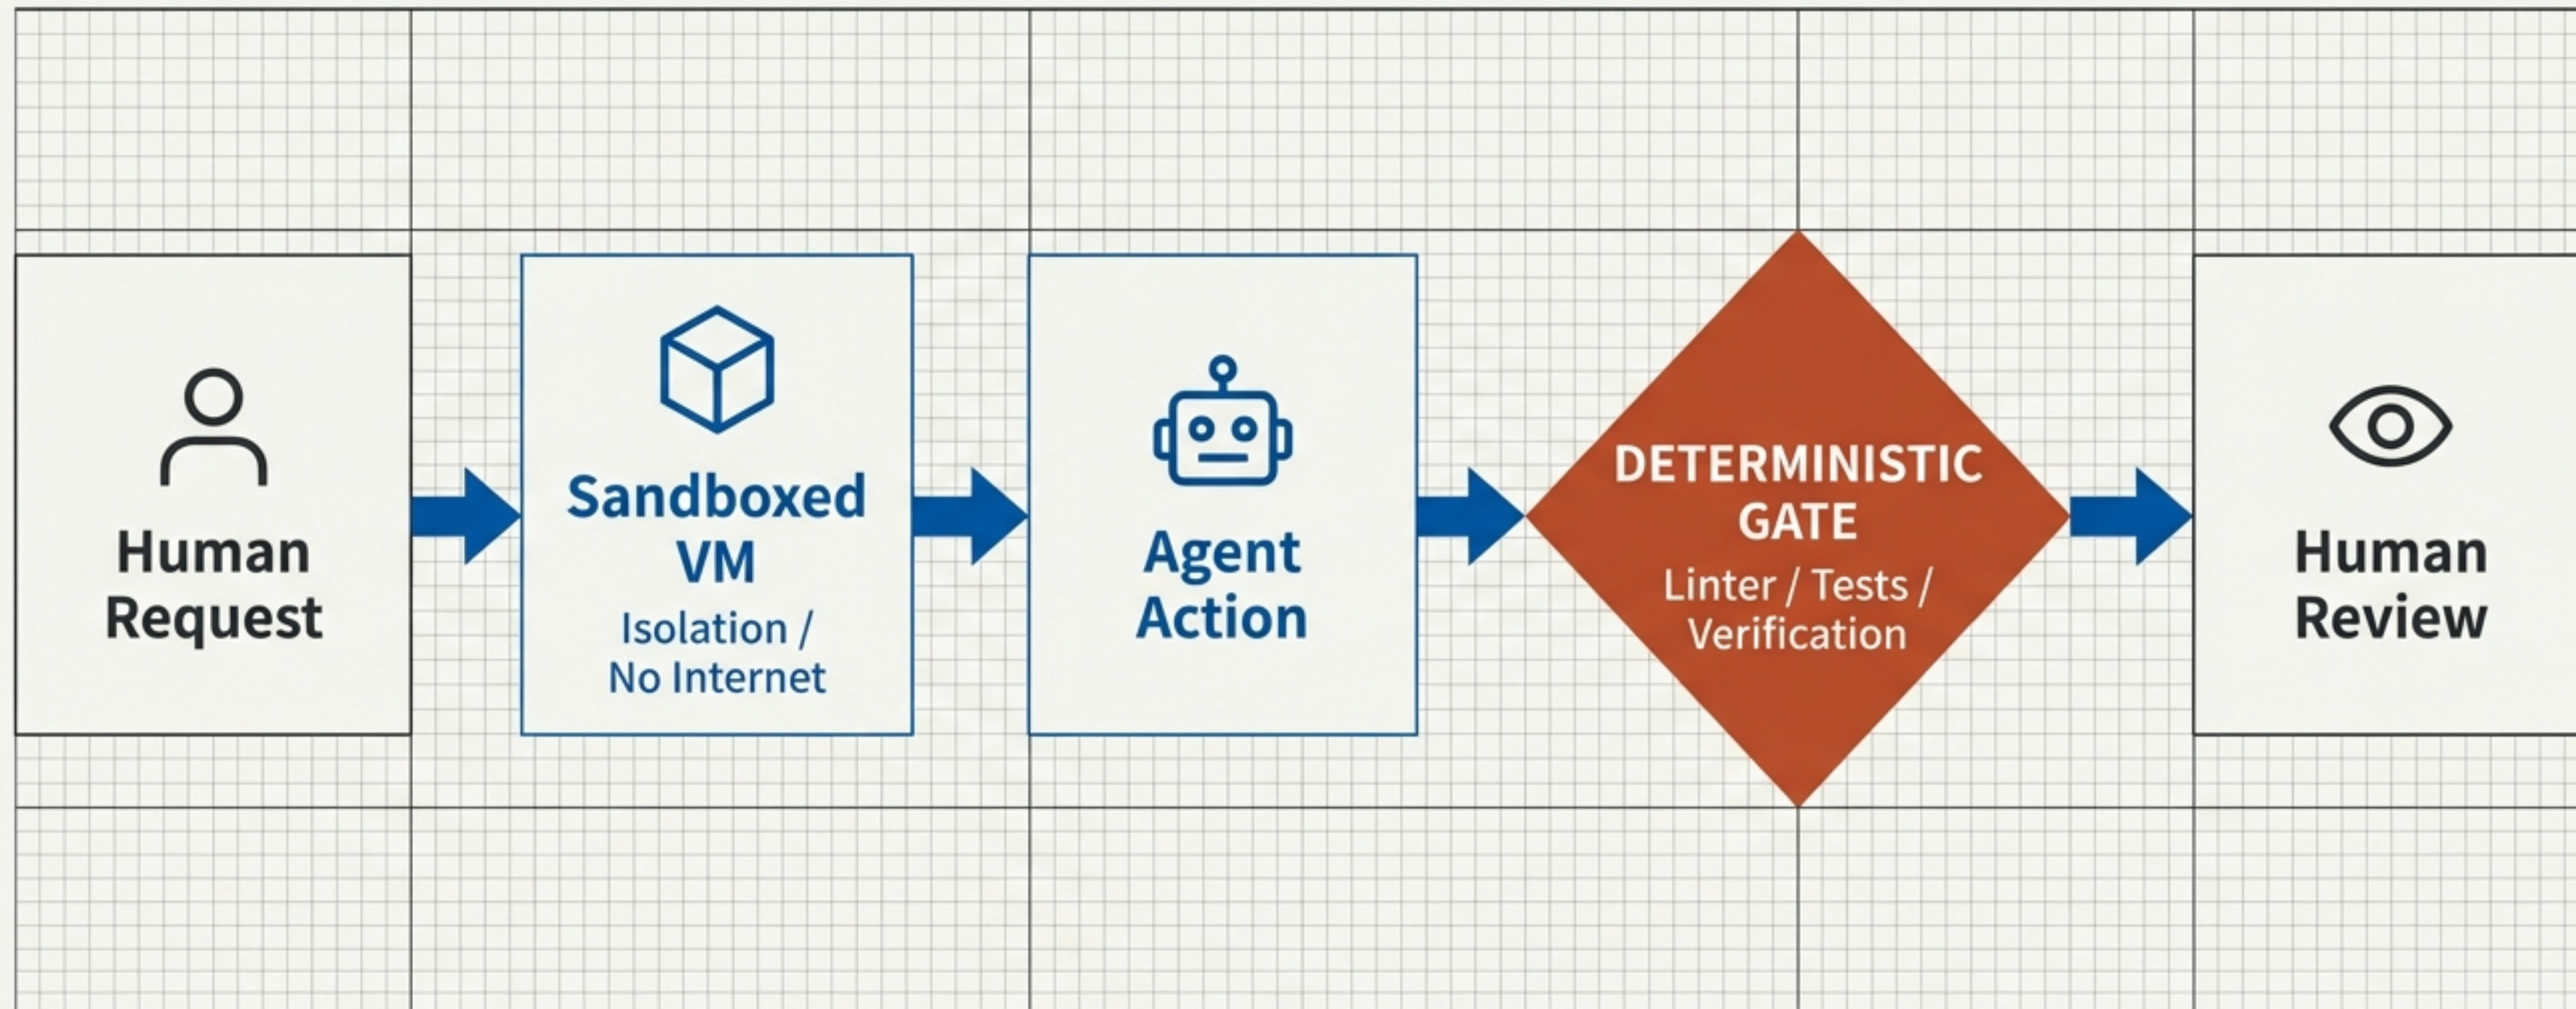 Human
Request
Sandboxed
VM
Isolation /
No Internet
Agent
Action
DETERMINISTIC
GATE
Linter / Tests /
Verification
Human
Review